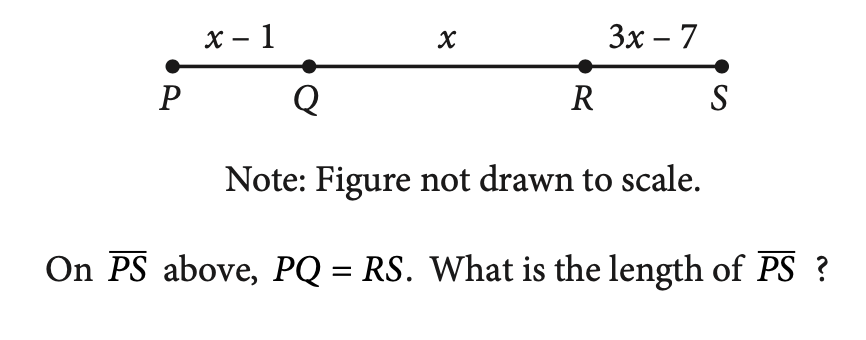 x – 1 x 3x – 7
P Q R S
Note: Figure not drawn to scale.
On PS above, PQ = RS. What is the length of PS ?